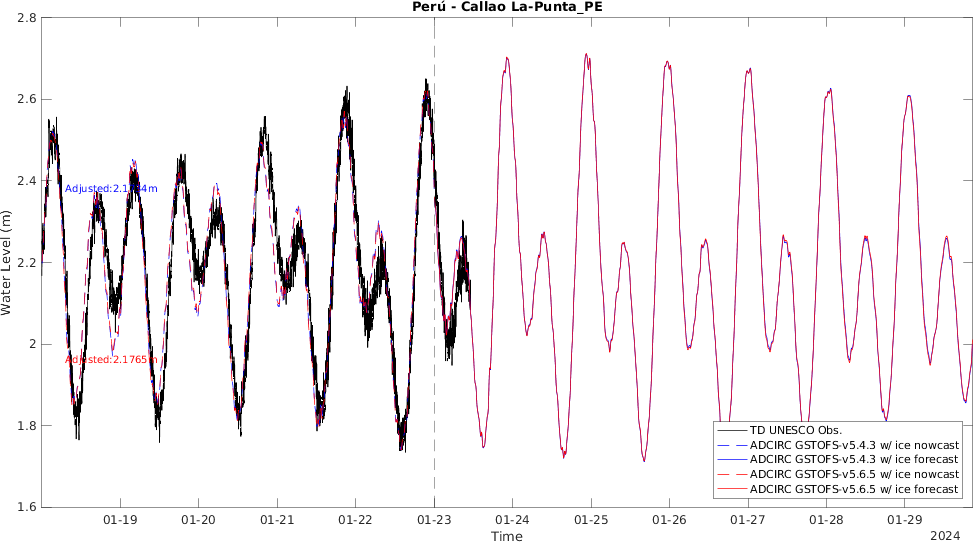 Perú - Callao La-Punta_PE
2.8
2.6
2.4
2.2
2
1.8
1.6
Water Level (m)
Adjusted:2.1765m
TD UNESCO Obs.
ADCIRC GSTOFS-v5.4.3 w/ ice nowcast
ADCIRC GSTOFS-v5.4.3 w/ ice forecast
ADCIRC GSTOFS-v5.6.5 w/ ice nowcast
ADCIRC GSTOFS-v5.6.5 w/ ice forecast
01-19 01-20 01-21 01-22 01-23 01-24 01-25 01-26 01-27 01-28 01-29
Time
2024